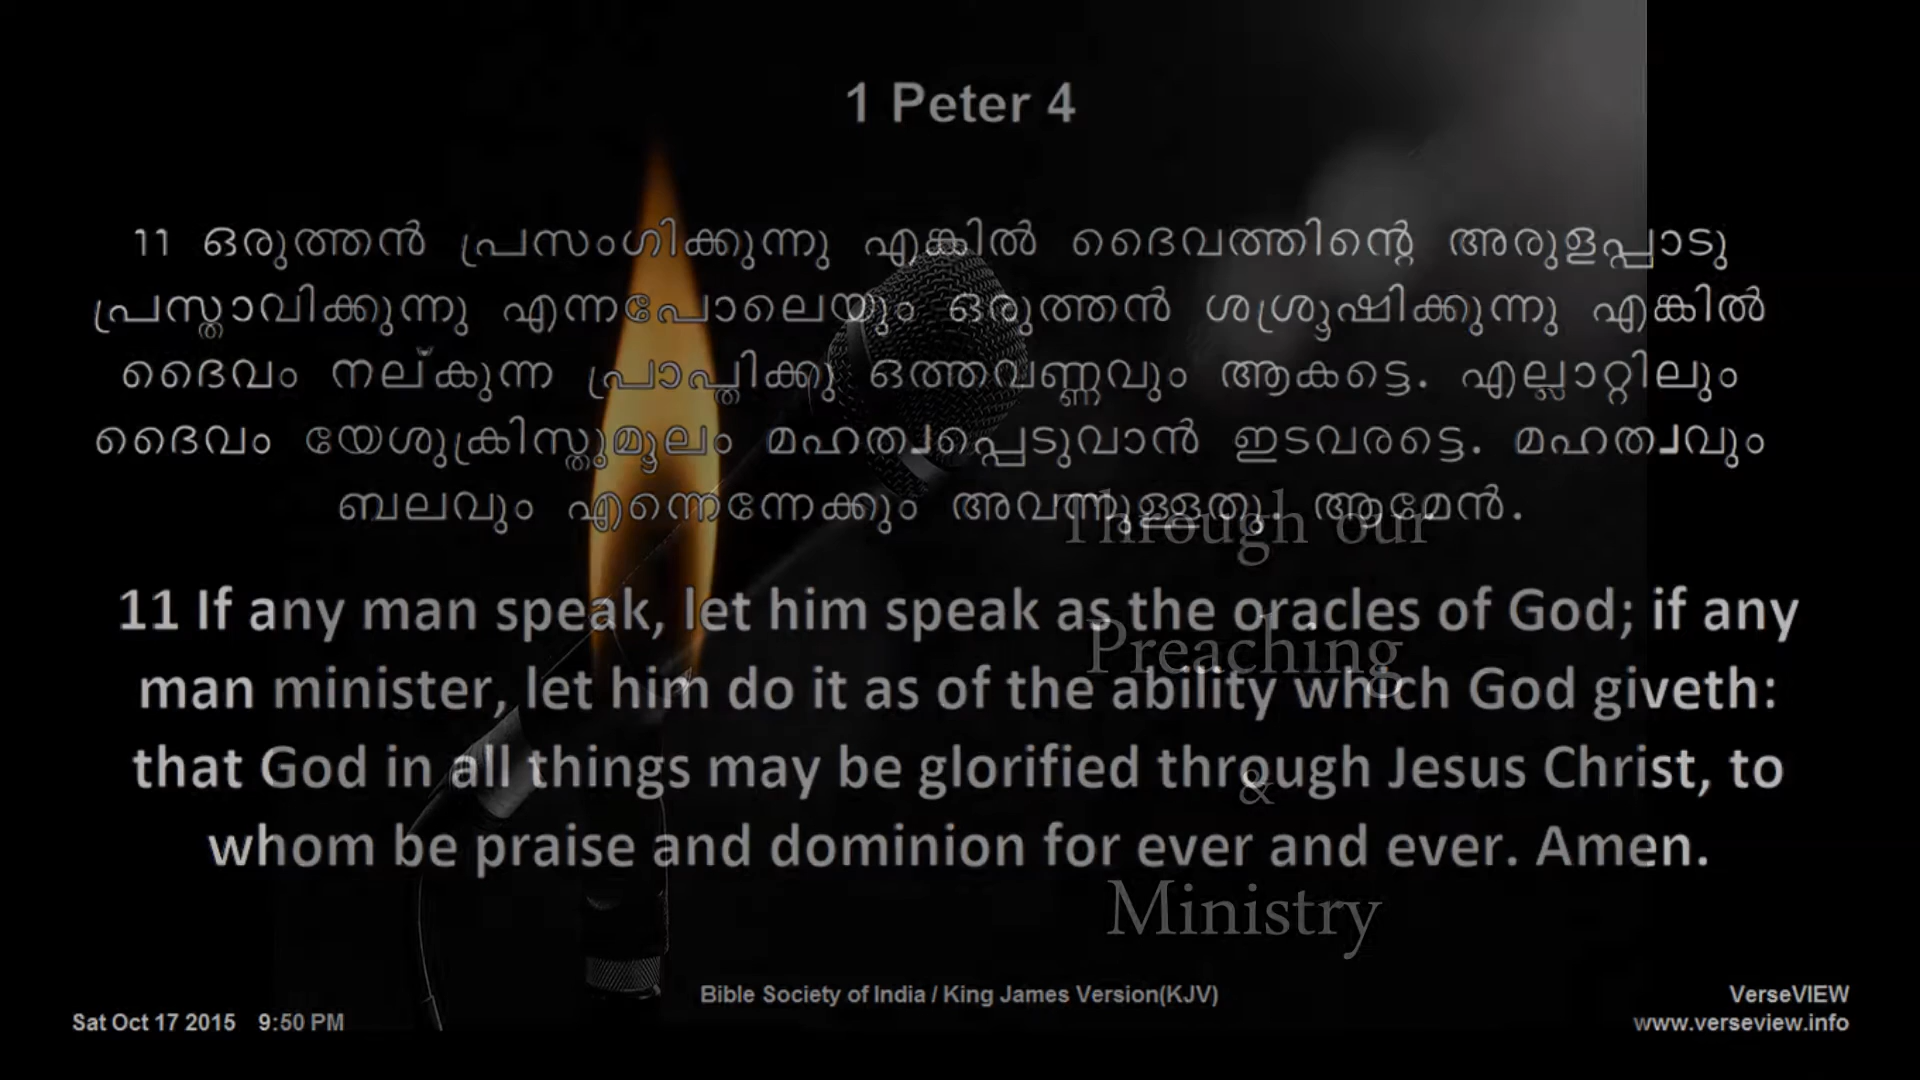 1 Peter 4
11 ഒരുത്തൻ പ്രസംഗിക്കുന്നു എങ്കിൽ ദൈവത്തിന്റെ അരുളപ്പാടു
പ്രസ്താവിക്കുന്നു എന്നപോലെയും ഒരുത്തൻ ശശ്രൂഷിക്കുന്നു എങ്കിൽ
ദൈവം നല്കുന്ന പ്രാപ്തിക്കു ഒത്തവണ്ണവും ആകട്ടെ. എല്ലാറ്റിലും
ദൈവം യേശുക്രിസ്തുമൂലം മഹത്വപ്പെടുവാൻ ഇടവരട്ടെ. മഹത്വവും
ബലവും എന്നെന്നേക്കും അവന്നുള്ളതു. ആമേൻ.
Through our
11 If any man speak, let him speak as the oracles of God; if any
Preaching
man minister, let him do it as of the ability which God giveth:
that God in all things may be glorified through Jesus Christ, to
&
whom be praise and dominion for ever and ever. Amen.
Ministry
Bible Society of India / King James Version(KJV)
VerseVIEW
Sat Oct 17 2015 9:50 PM
www.verseview.info